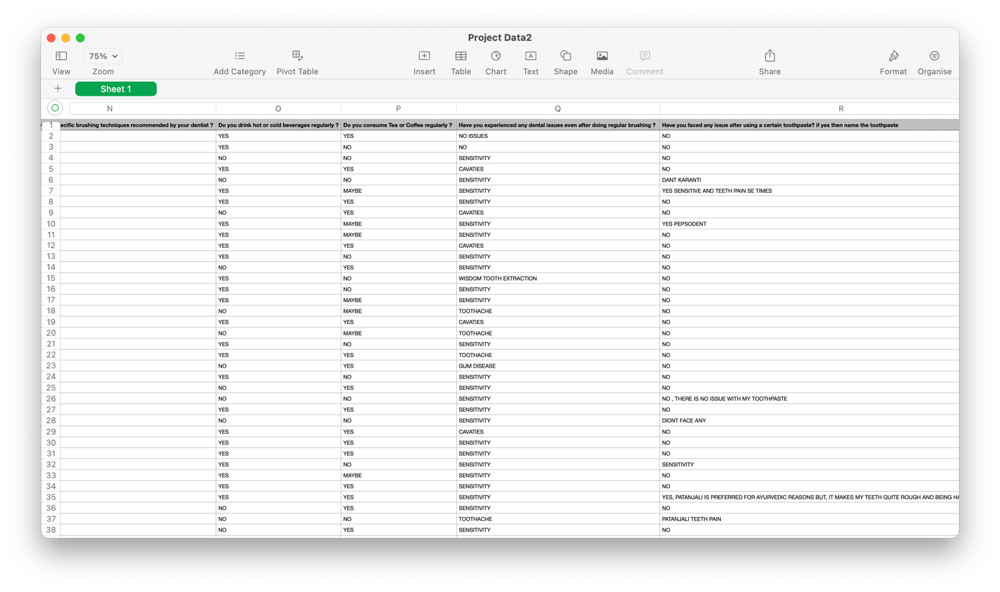 Project Data2
75%
View Zoom Add Category Pivot Table Insert Table Chart Text Shape Media Comment Share Format Organise
+ Sheet 1
N O P Q R
1 ecific brushing techniques recommended by your dentist ? Do you drink hot or cold beverages regularly ? Do you consume Tea or Coffee regularly ? Have you experienced any dental issues even after doing regular brushing ? Have you faced any issue after using a certain toothpaste? if yes then name the toothpaste
2 YES YES NO ISSUES NO
3 YES NO NO NO
4 NO NO SENSITIVITY NO
5 YES YES CAVATIES NO
6 NO NO SENSITIVITY DANT KARANTI
7 YES MAYBE SENSITIVITY YES SENSITIVE AND TEETH PAIN SE TIMES
8 YES YES SENSITIVITY NO
9 NO YES CAVATIES NO
10 YES MAYBE SENSITIVITY YES PEPSODENT
11 YES MAYBE SENSITIVITY NO
12 YES YES CAVATIES NO
13 YES NO SENSITIVITY NO
14 NO YES SENSITIVITY NO
15 YES NO WISDOM TOOTH EXTRACTION NO
16 YES NO SENSITIVITY NO
17 YES MAYBE SENSITIVITY NO
18 NO MAYBE TOOTHACHE NO
19 YES YES CAVATIES NO
20 NO MAYBE TOOTHACHE NO
21 YES NO SENSITIVITY NO
22 YES YES TOOTHACHE NO
23 NO YES GUM DISEASE NO
24 YES NO SENSITIVITY NO
25 NO YES SENSITIVITY NO
26 NO NO SENSITIVITY NO , THERE IS NO ISSUE WITH MY TOOTHPASTE
27 YES YES SENSITIVITY NO
28 NO NO SENSITIVITY DIDNT FACE ANY
29 YES YES CAVATIES NO
30 YES YES SENSITIVITY NO
31 YES YES SENSITIVITY NO
32 YES NO SENSITIVITY SENSITIVITY
33 YES MAYBE SENSITIVITY NO
34 YES YES SENSITIVITY NO
35 YES YES SENSITIVITY YES, PATANJALI IS PREFERRED FOR AYURVEDIC REASONS BUT, IT MAKES MY TEETH QUITE ROUGH AND BEING HA
36 NO YES SENSITIVITY NO
37 NO NO TOOTHACHE PATANJALI TEETH PAIN
38 NO YES SENSITIVITY NO